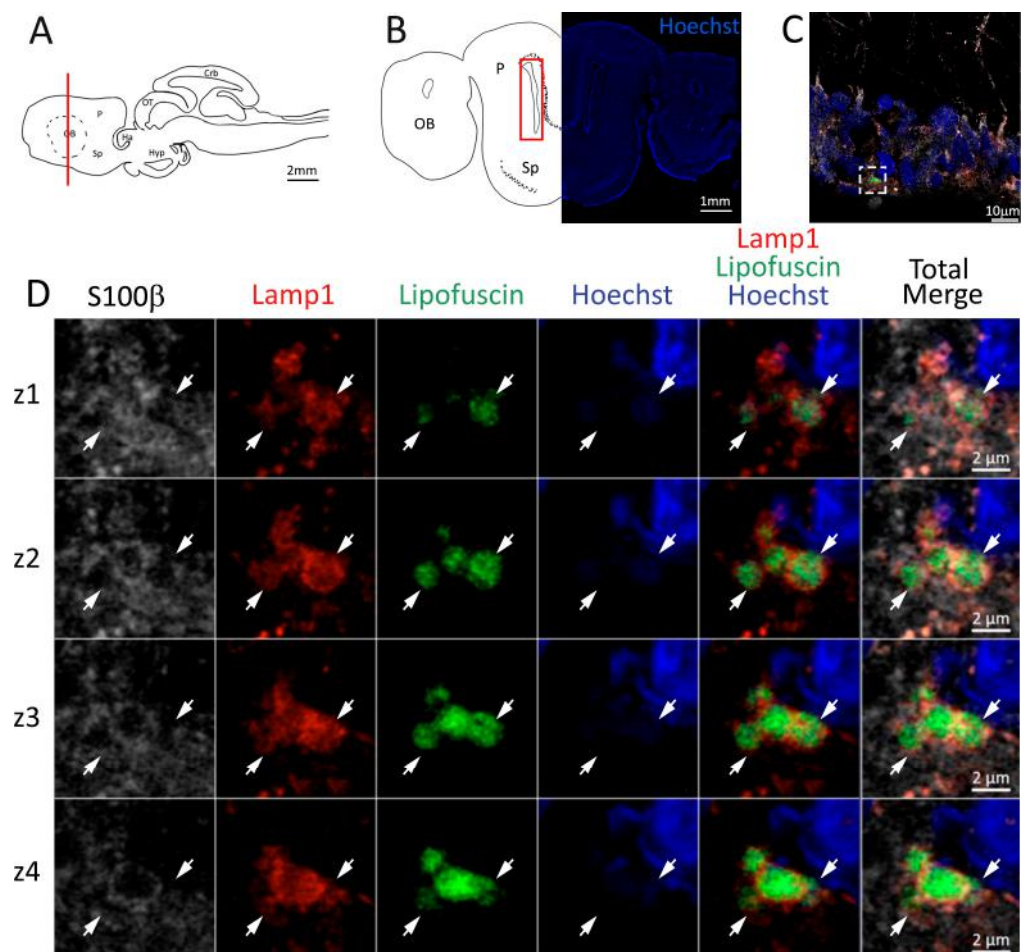 A
Crb
OT
P
OB
Ha
Sp
Hyp
2mm
B
Hoechst
P
OB
Sp
1mm
C
10µm
D
S100β
Lamp1
Lipofuscin
Hoechst
Lamp1
Lipofuscin
Hoechst
Total
Merge
z1
2 µm
z2
2 µm
z3
2 µm
z4
2 µm